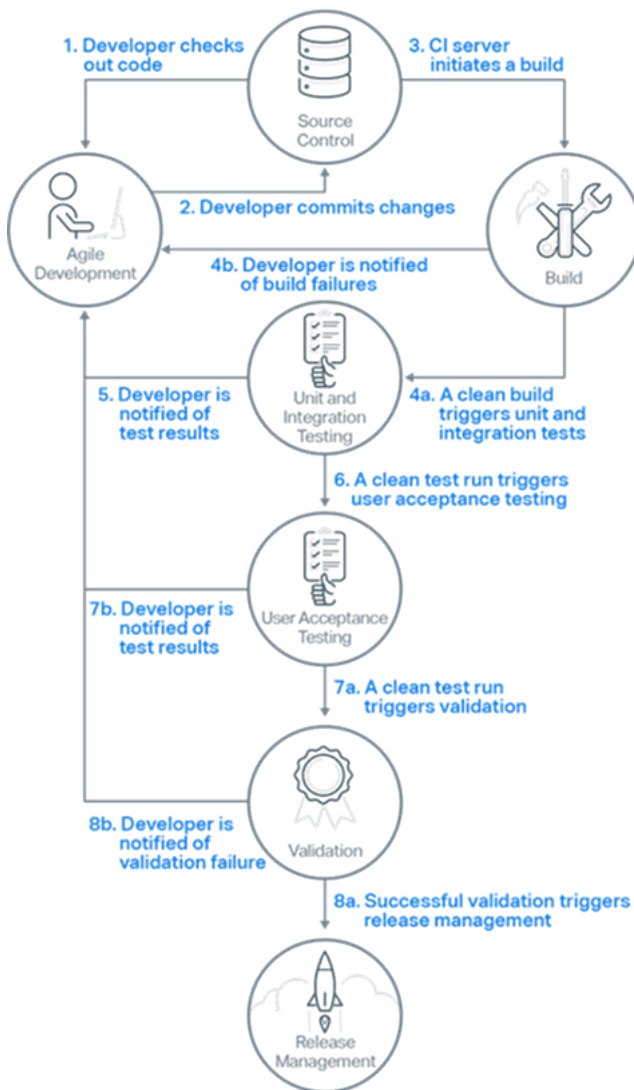 1. Developer checks
out code
3. CI server
initiates a build
Source
Control
2. Developer commits changes
Agile
Development
Build
4b. Developer is notified
of build failures
Unit and
Integration
Testing
5. Developer is
notified of
test results
4a. A clean build
triggers unit and
integration tests
6. A clean test run triggers
user acceptance testing
User Acceptance
Testing
7b. Developer is
notified of
test results
7a. A clean test run
triggers validation
Validation
8b. Developer is
notified of
validation failure
8a. Successful validation triggers
release management
Release
Management